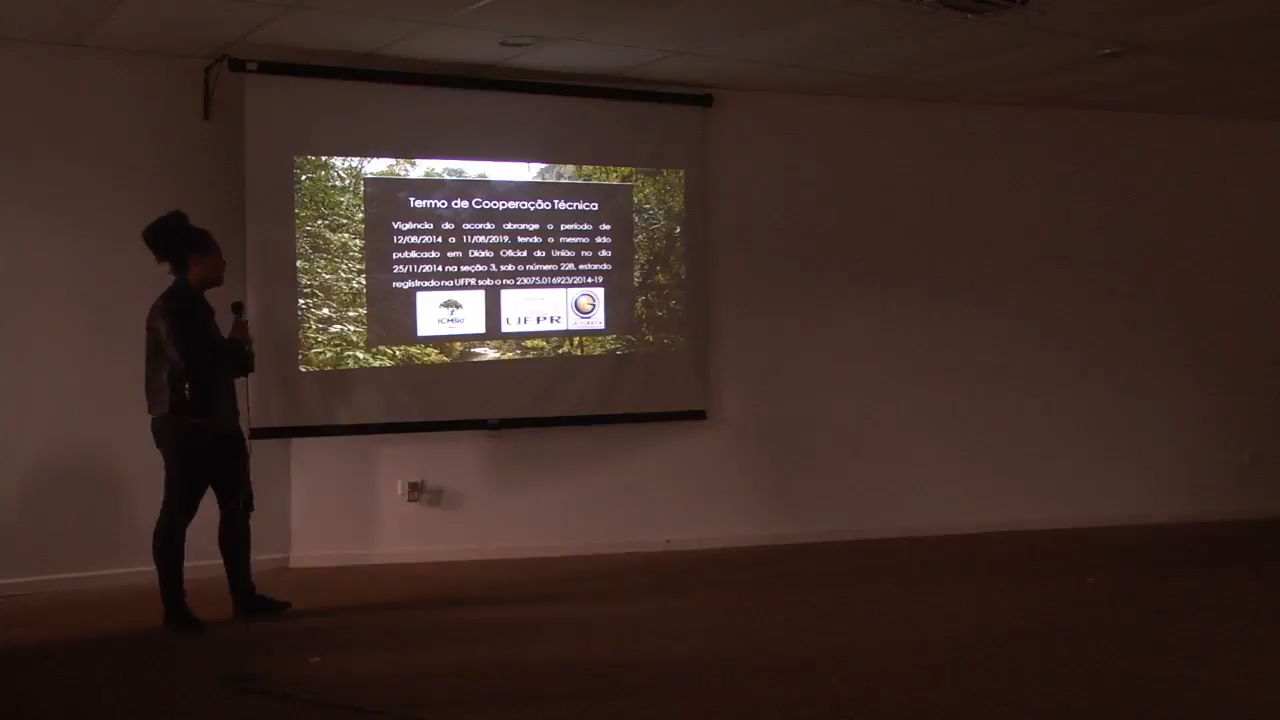 Termo de Cooperação Técnica
Vigência do acordo abrange o período de
12/08/2014 a 11/08/2019, tendo o mesmo sido
publicado em Diário Oficial da União no dia
25/11/2014 na seção 3, sob o número 228, estando
registrado na UFPR sob o no 23075.016923/2014-19
ICMBio
UFPR